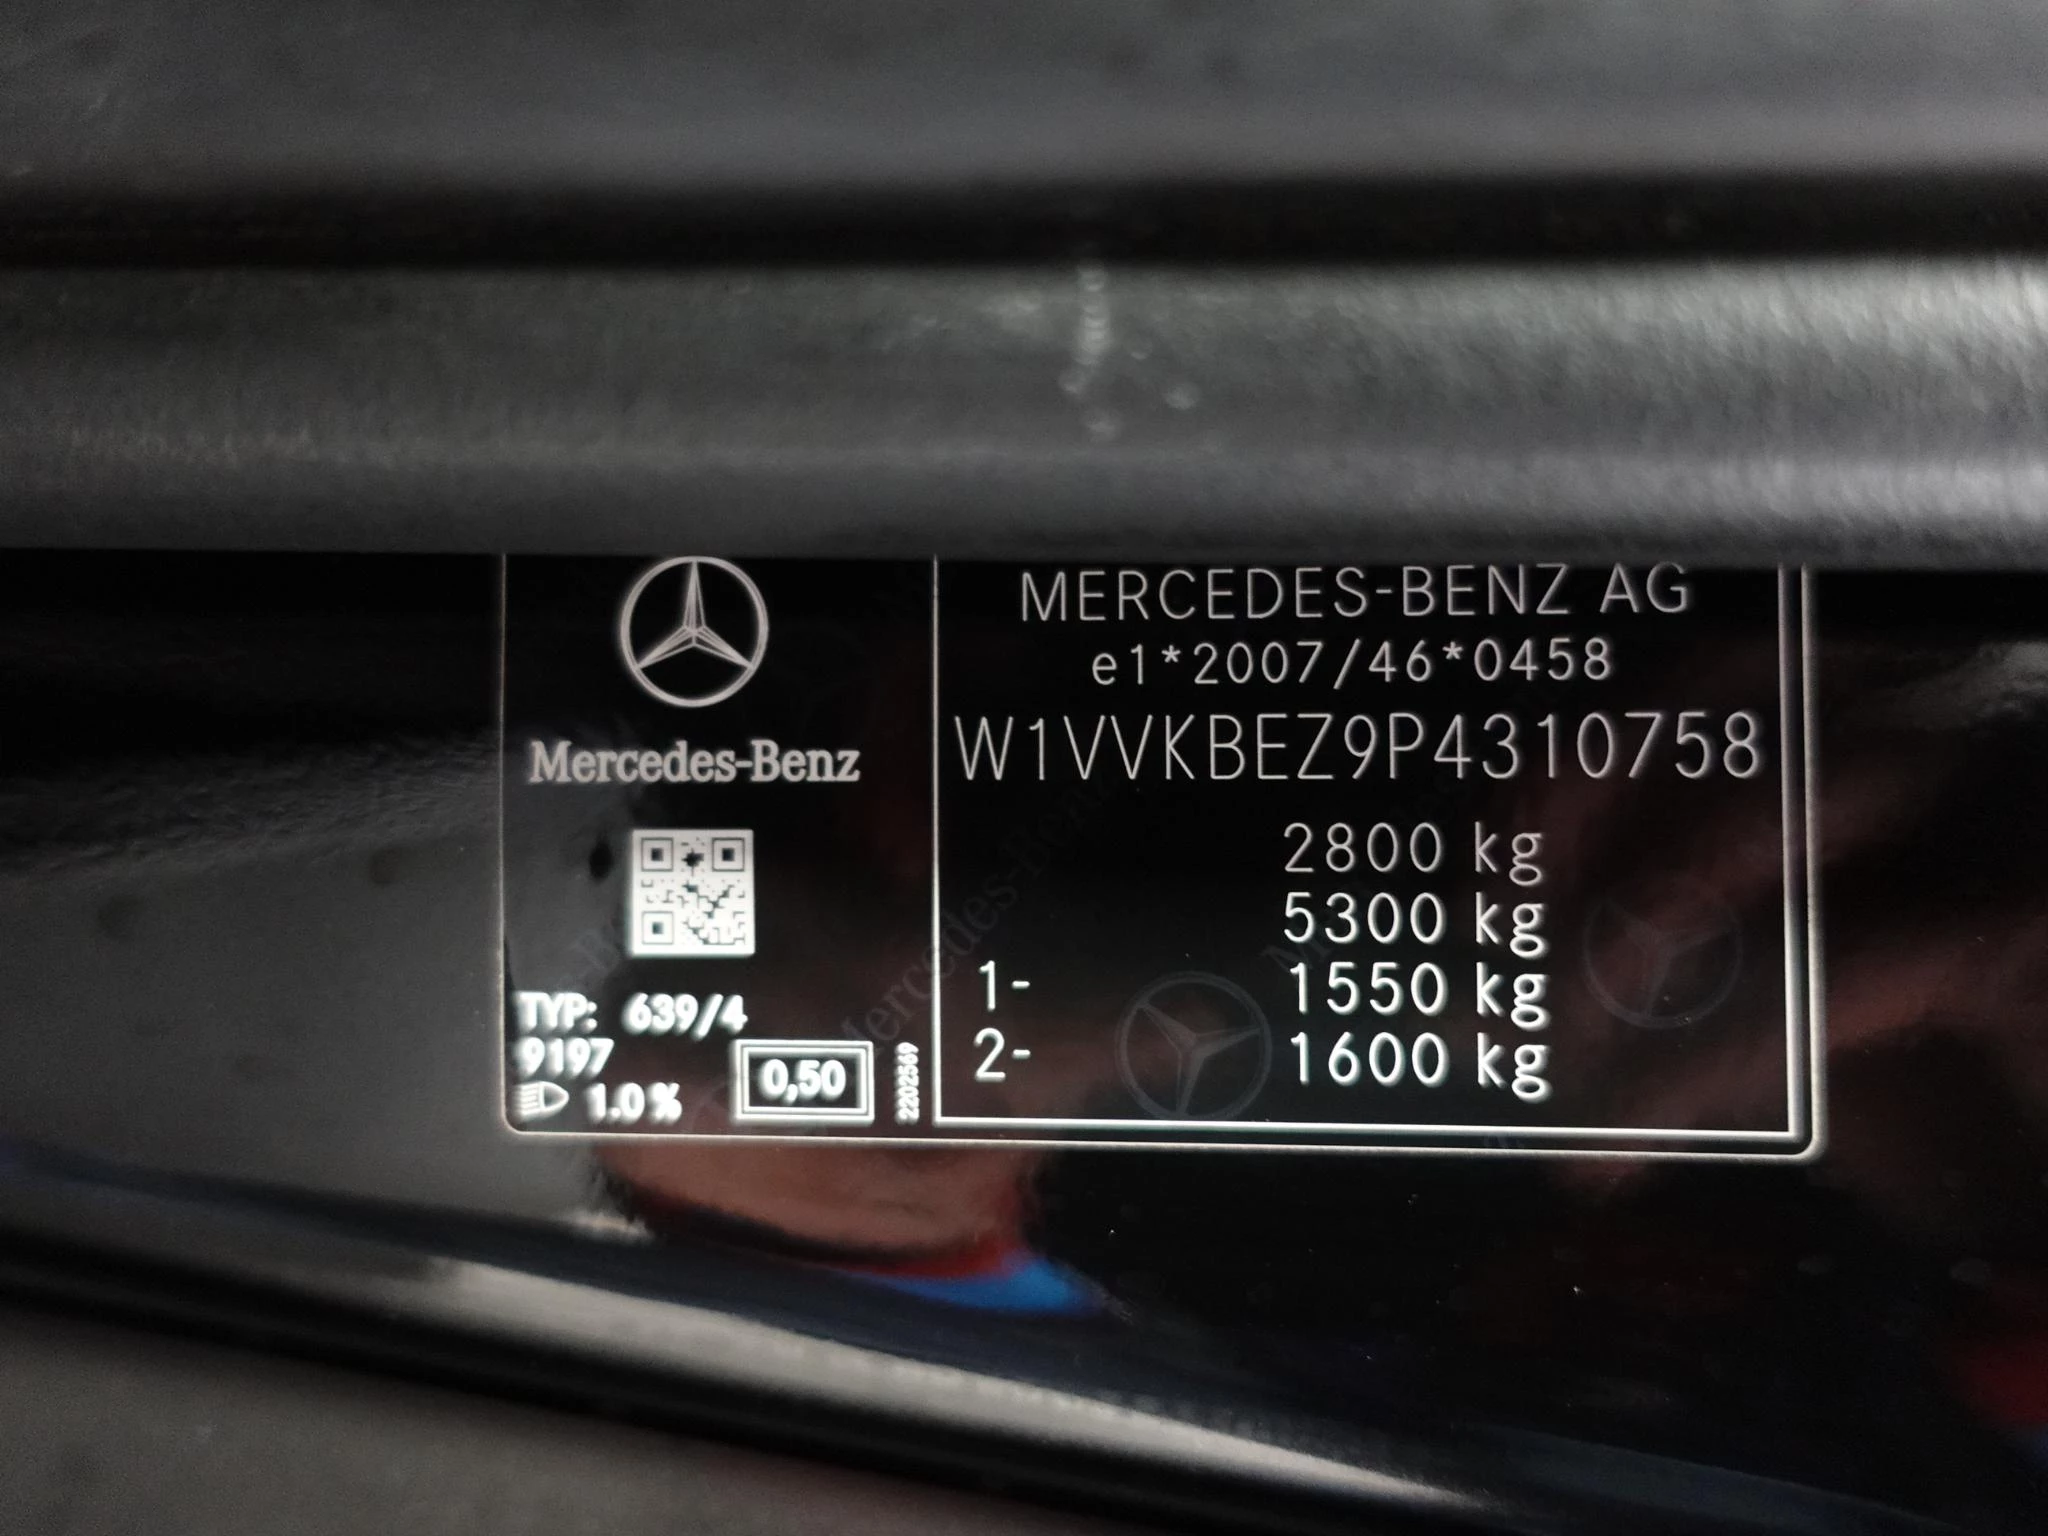 Mercedes-Benz
TYP: 639/4
9197
1.0%
0,50
2202569
MERCEDES-BENZ AG
e1*2007/46*0458
W1VVKBEZ9P4310758
2800 kg
5300 kg
1- 1550 kg
2- 1600 kg